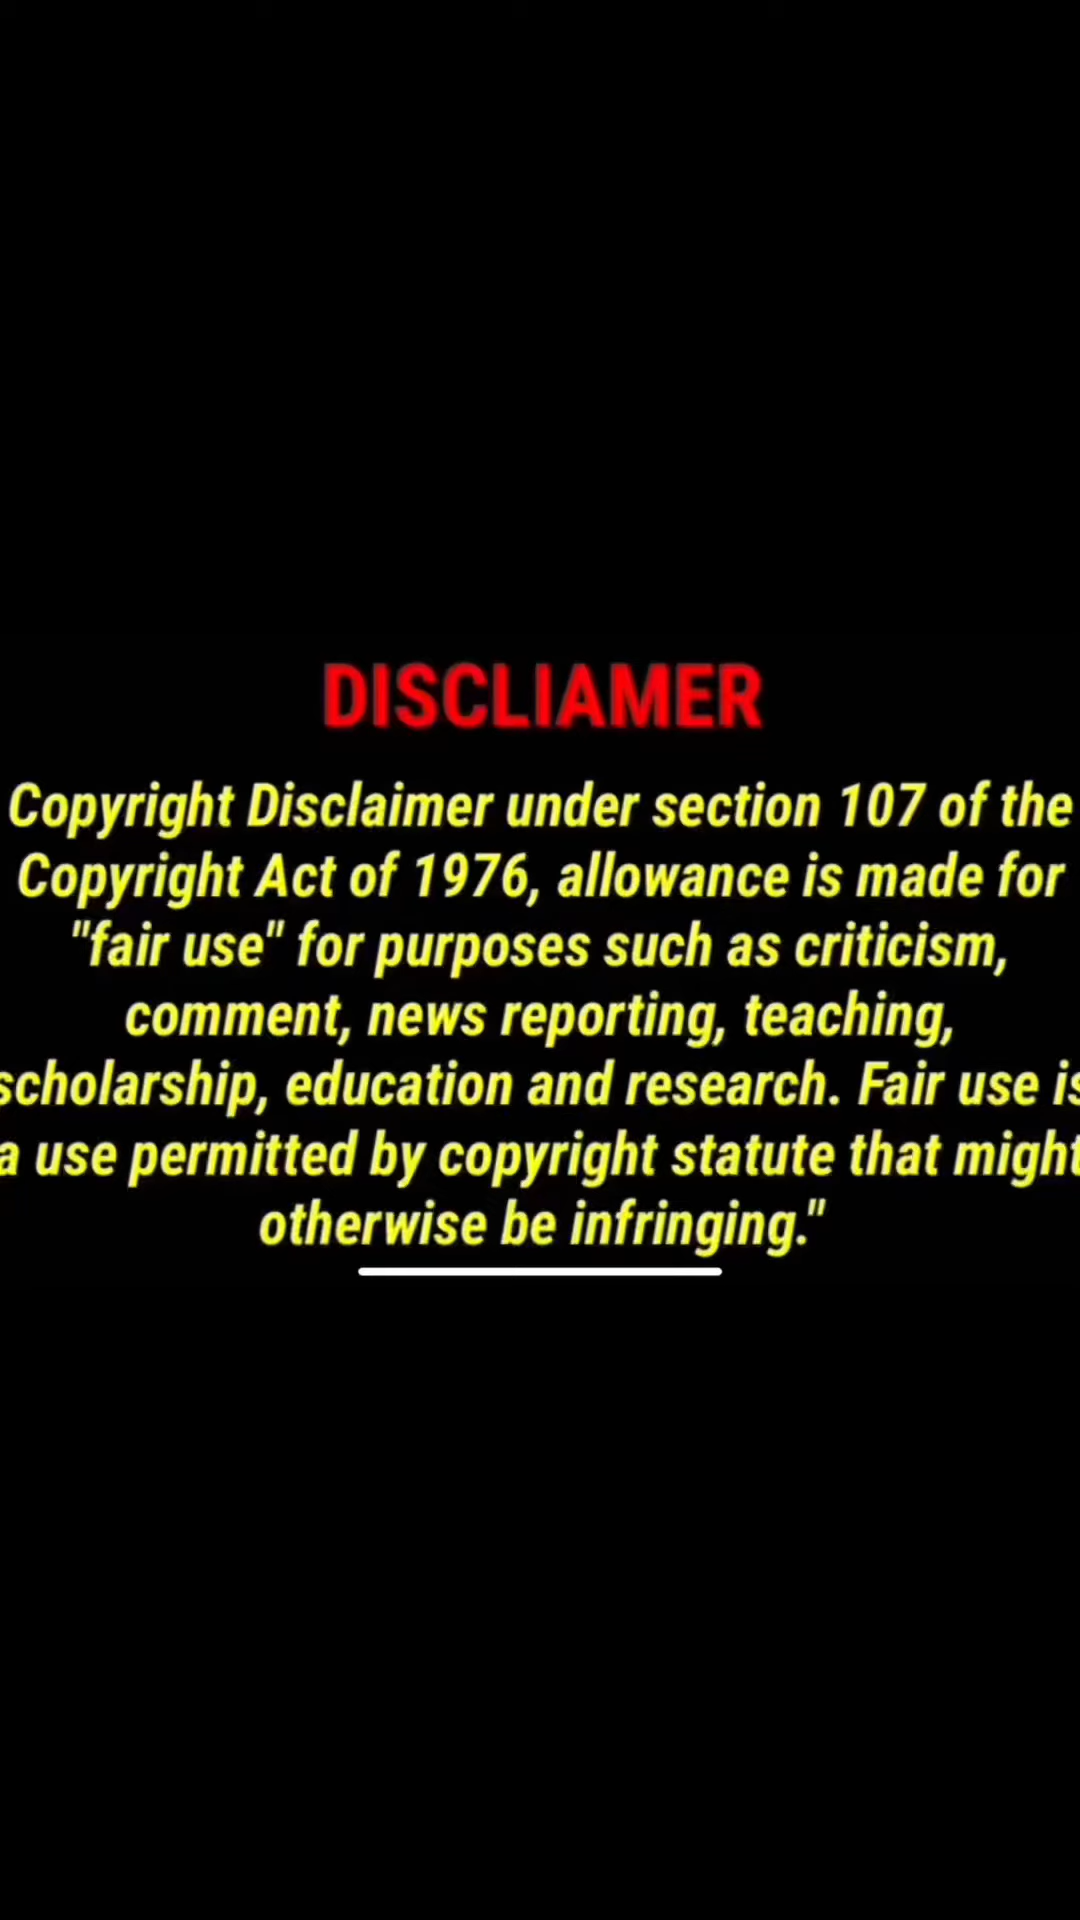 DISCLIAMER
Copyright Disclaimer under section 107 of the
Copyright Act of 1976, allowance is made for
"fair use" for purposes such as criticism,
comment, news reporting, teaching,
scholarship, education and research. Fair use is
a use permitted by copyright statute that might
otherwise be infringing."